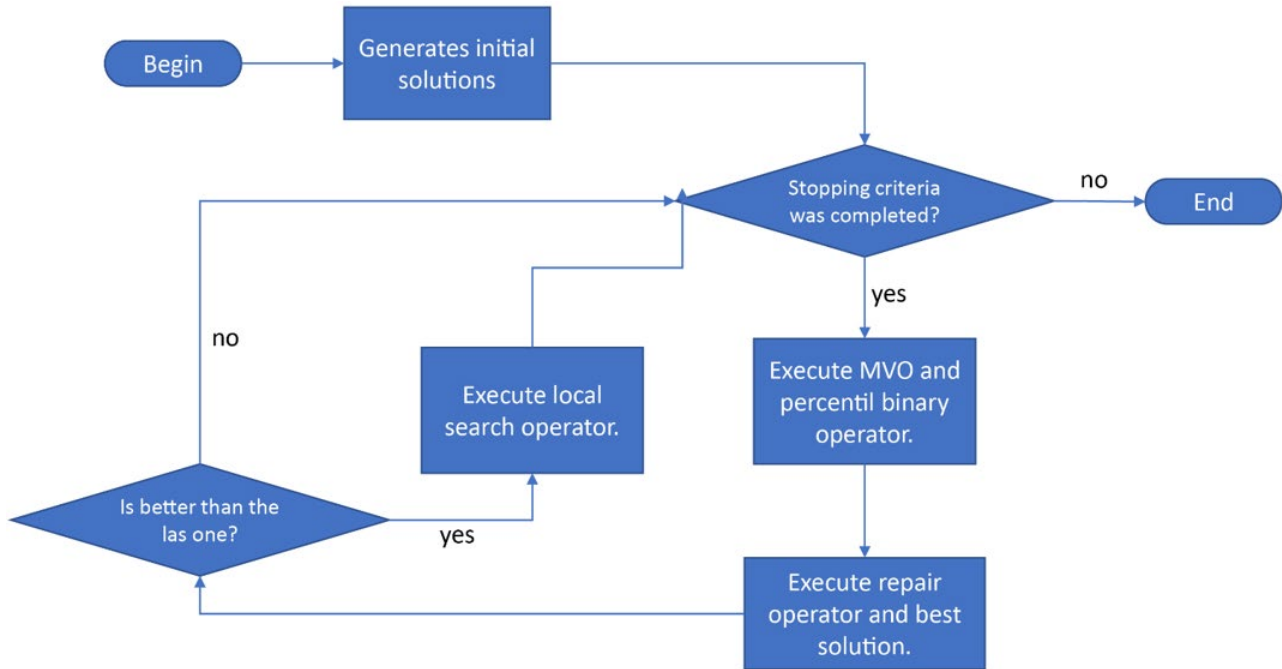 Begin
Generates initial
solutions
Stopping criteria
was completed?
no
End
yes
Execute MVO and
percentil binary
operator.
Execute repair
operator and best
solution.
Is better than the
las one?
no
yes
Execute local
search operator.